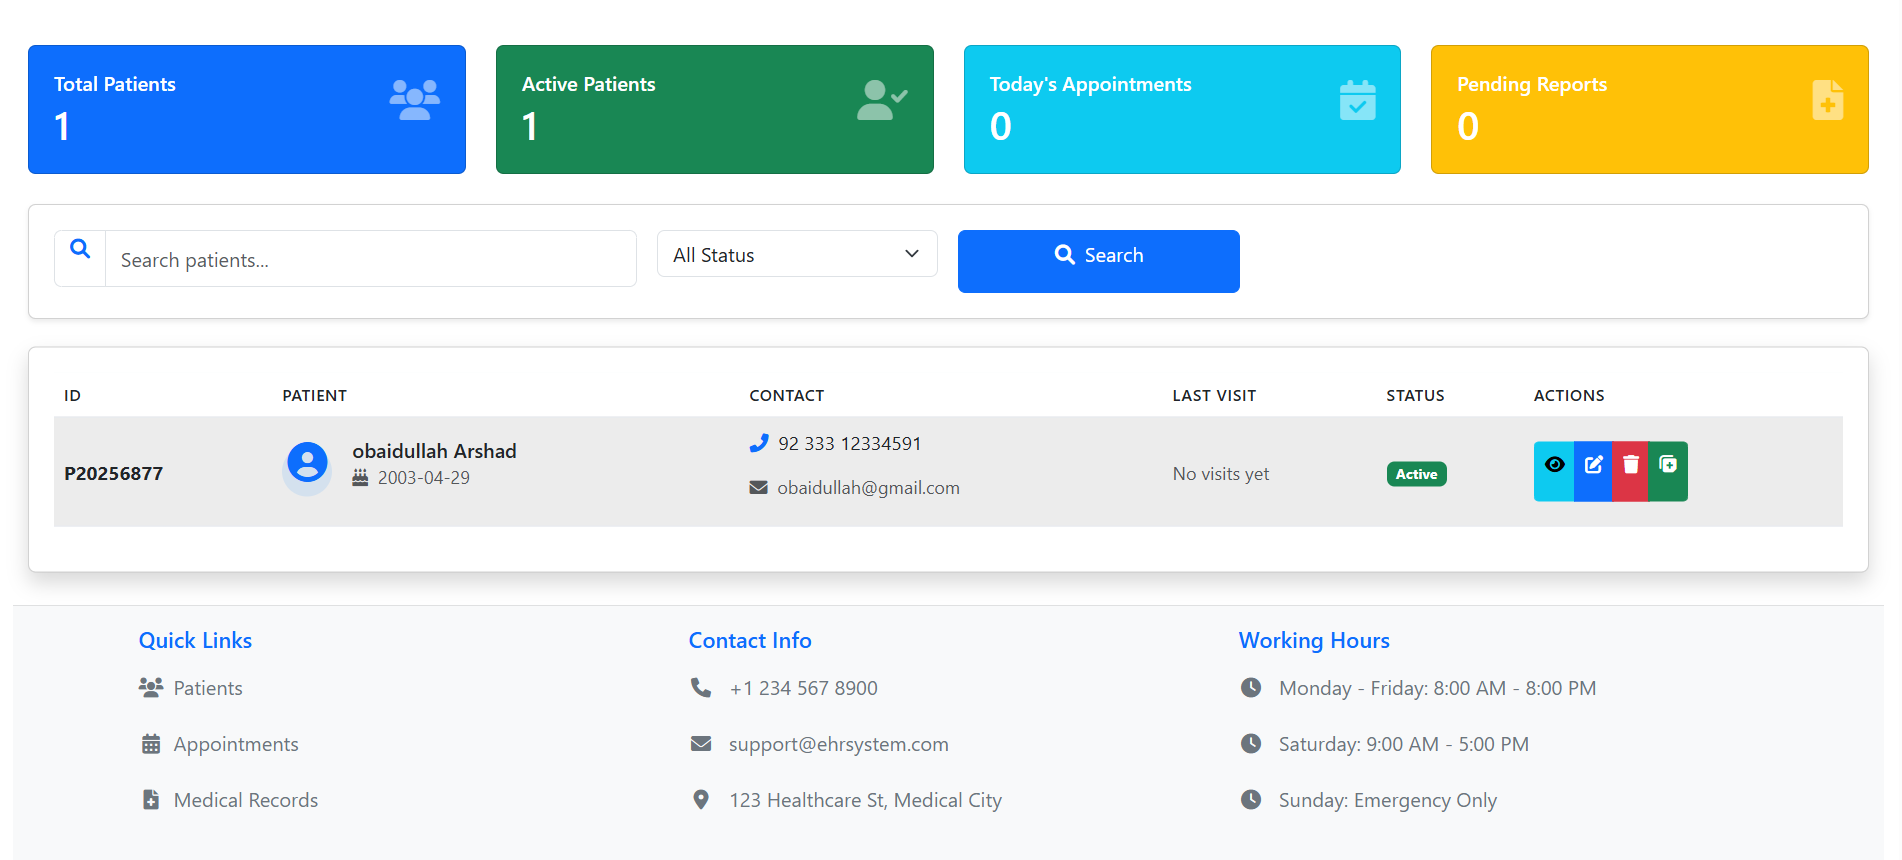 Total Patients
1
Active Patients
1
Today's Appointments
0
Pending Reports
0
Search patients...
All Status
Search
ID PATIENT CONTACT LAST VISIT STATUS ACTIONS
P20256877
obaidullah Arshad
2003-04-29
92 333 12334591
obaidullah@gmail.com
No visits yet
Active
Quick Links
Patients
Appointments
Medical Records
Contact Info
+1 234 567 8900
support@ehrsystem.com
123 Healthcare St, Medical City
Working Hours
Monday - Friday: 8:00 AM - 8:00 PM
Saturday: 9:00 AM - 5:00 PM
Sunday: Emergency Only